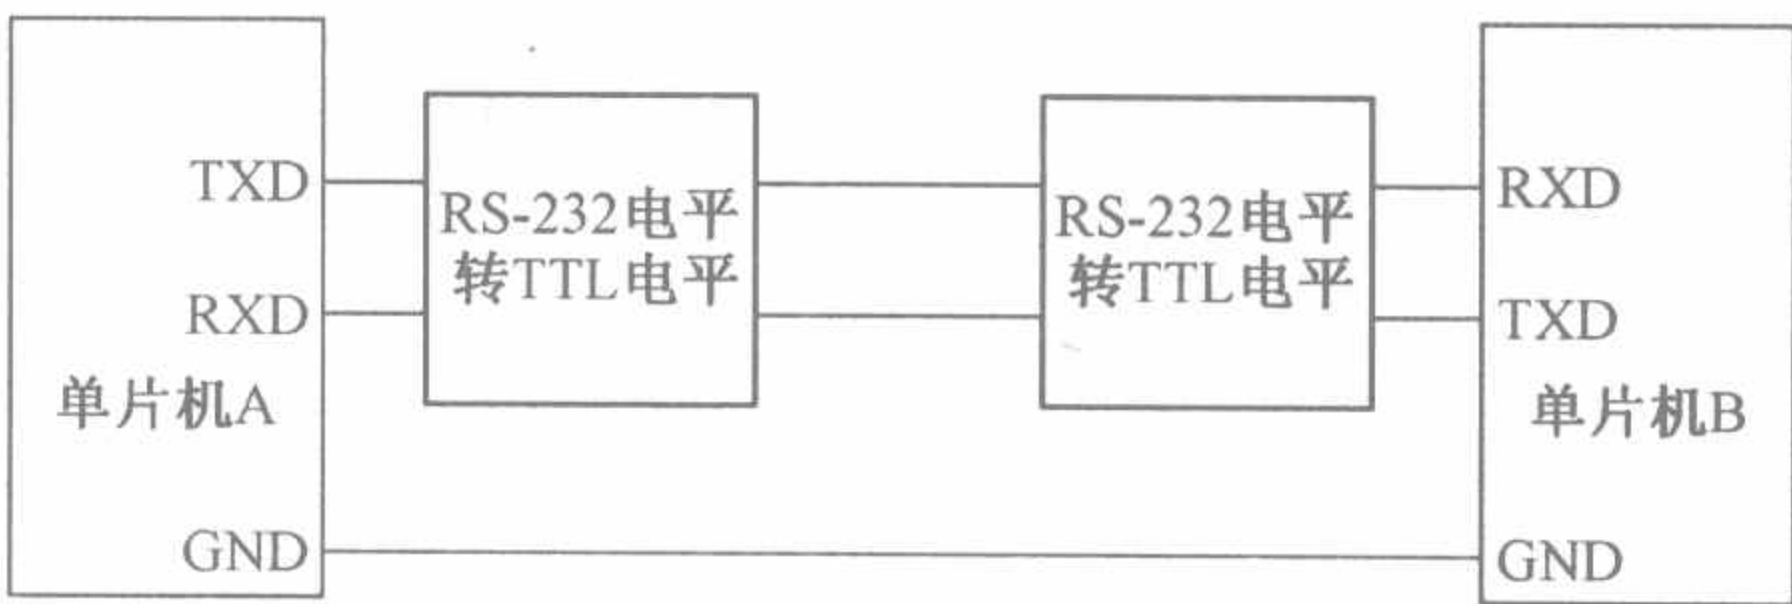 TXD
RXD
单片机A
GND
RS-232电平
转TTL电平
RS-232电平
转TTL电平
RXD
TXD
单片机B
GND